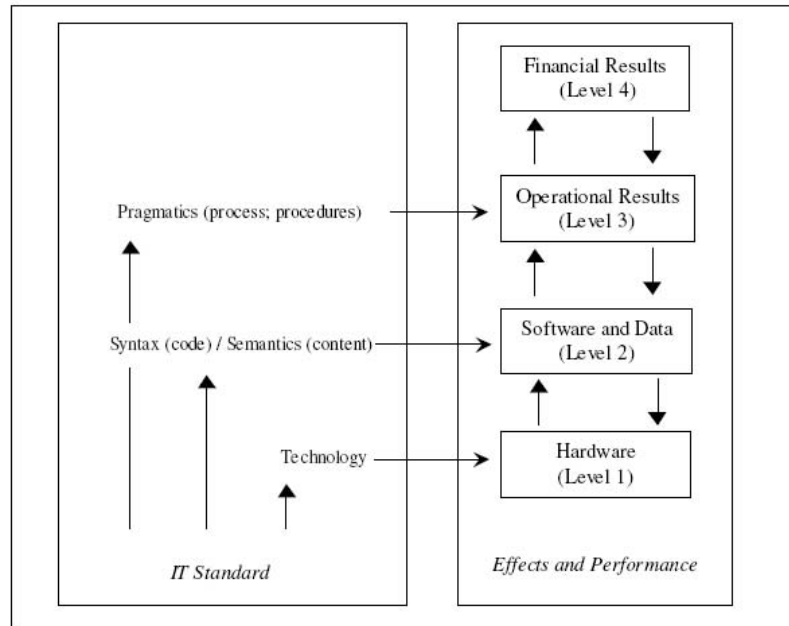 Financial Results
(Level 4)
Pragmatics (process; procedures)
Operational Results
(Level 3)
Syntax (code) / Semantics (content)
Software and Data
(Level 2)
Technology
Hardware
(Level 1)
IT Standard
Effects and Performance